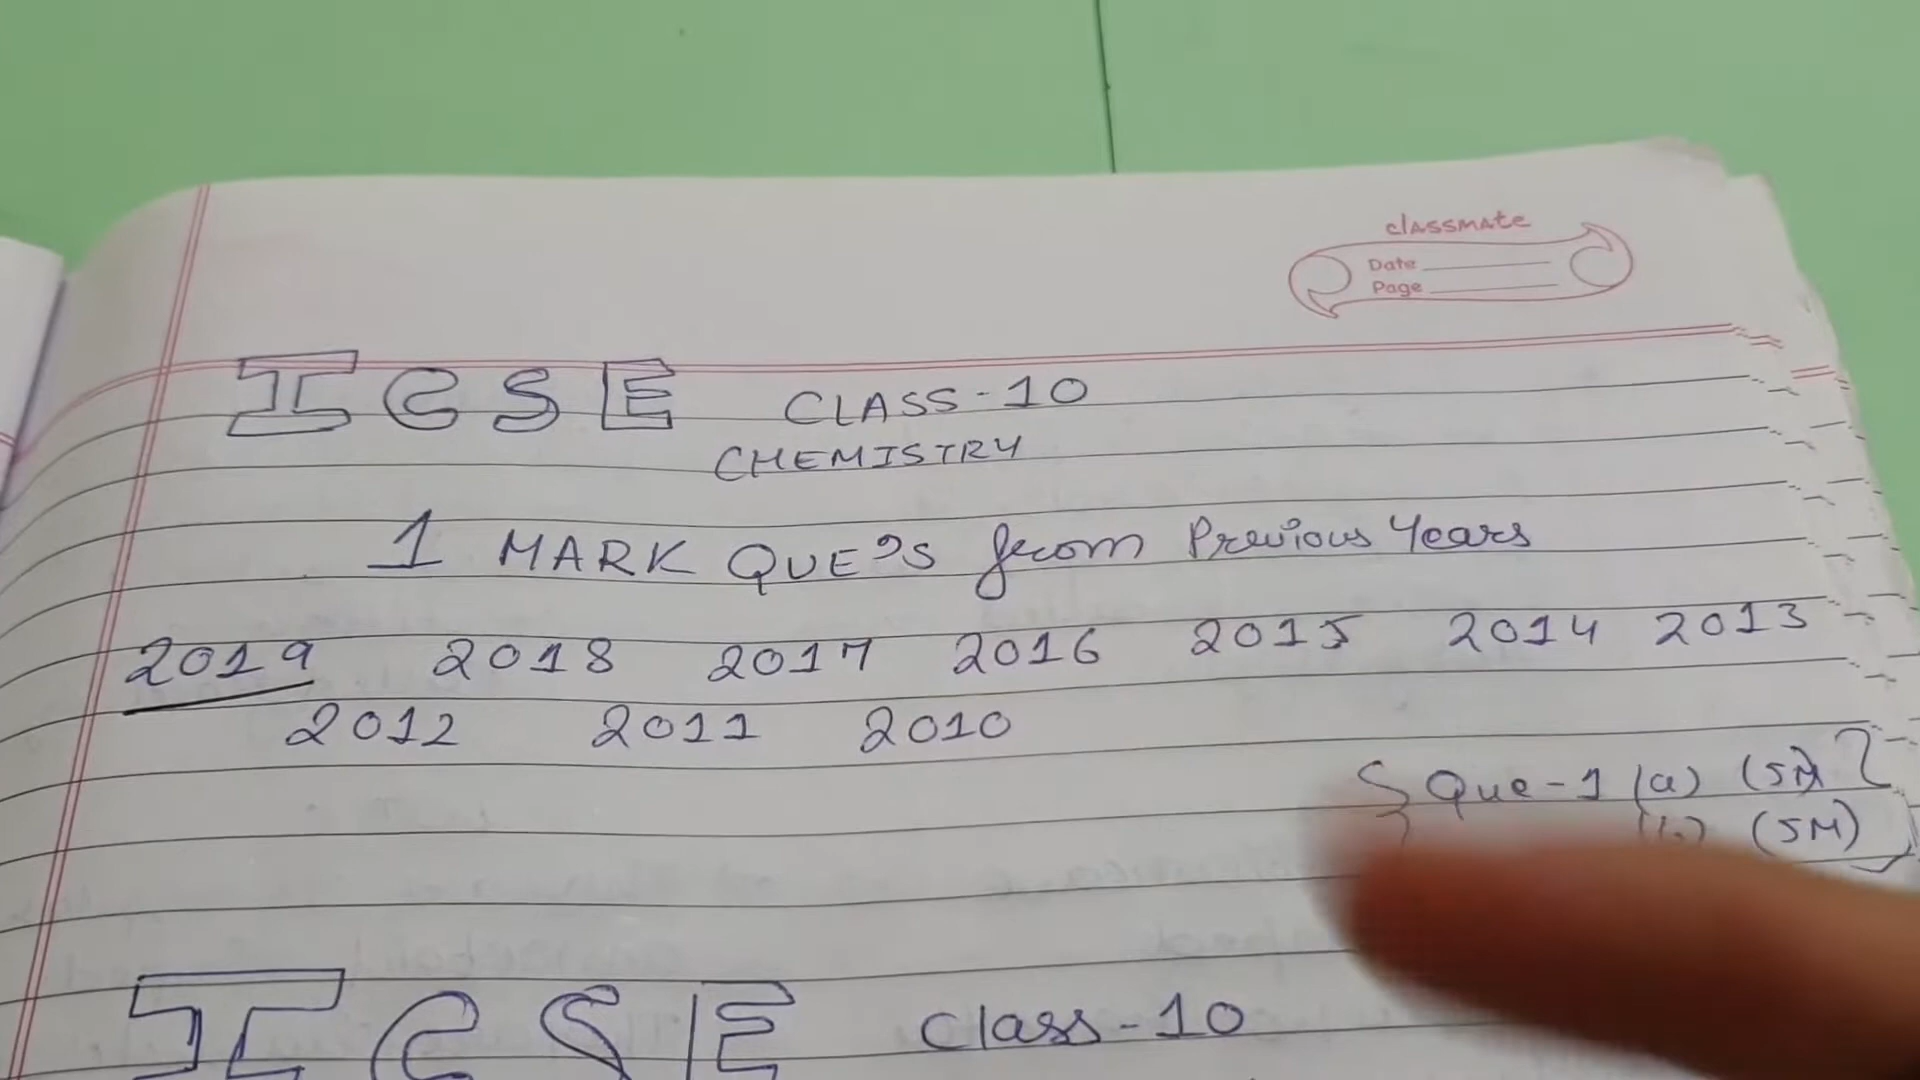 classmate
Date
Page
ICSE CLASS-10
CHEMISTRY
1 MARK QUE'S from Previous Years
2019 2018 2017 2016 2015 2014 2013
2012 2011 2010
Que-1 (a) (5M)
(5M)
ICSE Class-10